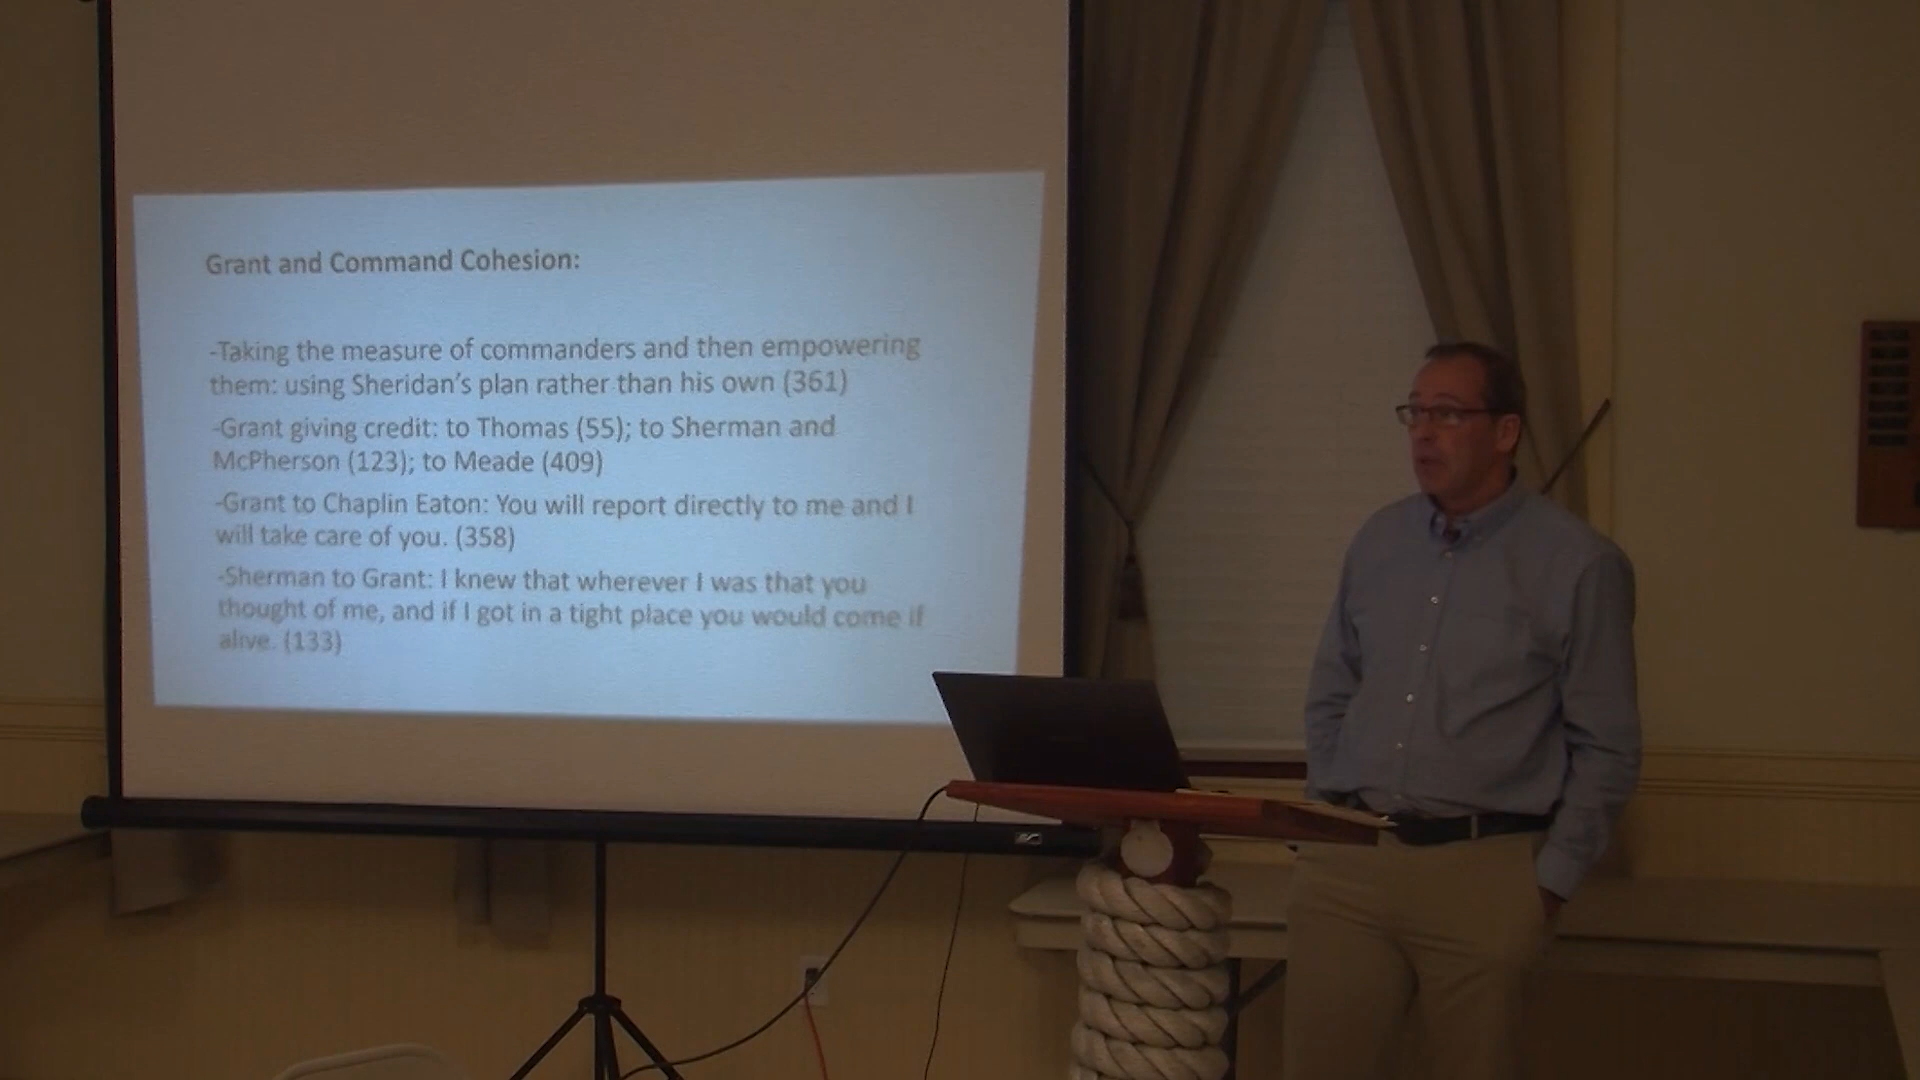 Grant and Command Cohesion:
-Taking the measure of commanders and then empowering
them: using Sheridan's plan rather than his own (361)
-Grant giving credit: to Thomas (55); to Sherman and
McPherson (123); to Meade (409)
-Grant to Chaplin Eaton: You will report directly to me and I
will take care of you. (358)
-Sherman to Grant: I knew that wherever I was that you
thought of me, and if I got in a tight place you would come if
alive. (133)